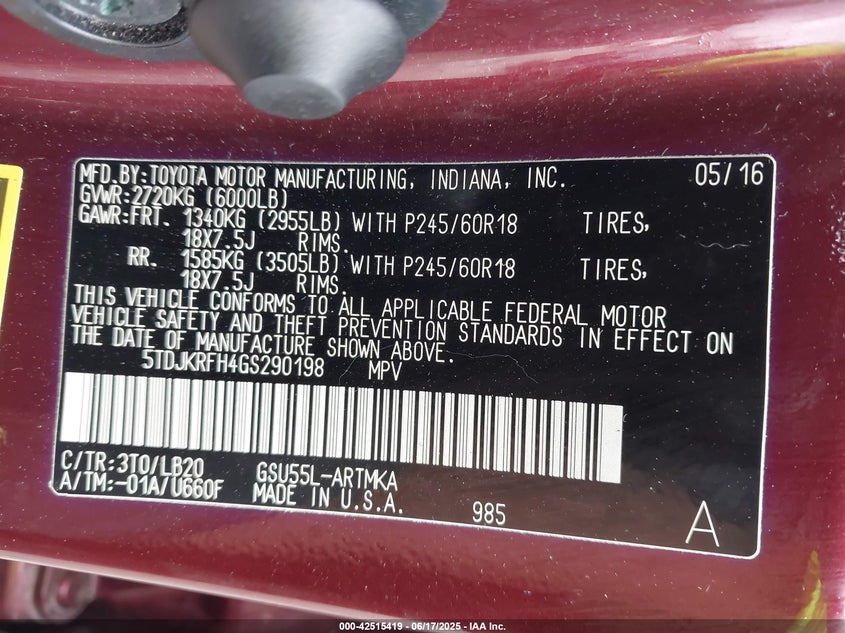 MFD.BY:TOYOTA MOTOR MANUFACTURING, INDIANA, INC. 05/16
GVWR:2720KG (6000LB)
GAWR:FRT. 1340KG (2955LB) WITH P245/60R18 TIRES,
18X7.5J RIMS.
RR. 1585KG (3505LB) WITH P245/60R18 TIRES,
18X7.5J RIMS.
THIS VEHICLE CONFORMS TO ALL APPLICABLE FEDERAL MOTOR
VEHICLE SAFETY AND THEFT PREVENTION STANDARDS IN EFFECT ON
THE DATE OF MANUFACTURE SHOWN ABOVE.
5TDJKRFH4GS290198 MPV
C/TR:3T0/LB20 GSU55L-ARTMKA
A/TM:-01A/U660F MADE IN U.S.A. 985 A
000-42515419 - 06/17/2025 - IAA Inc.